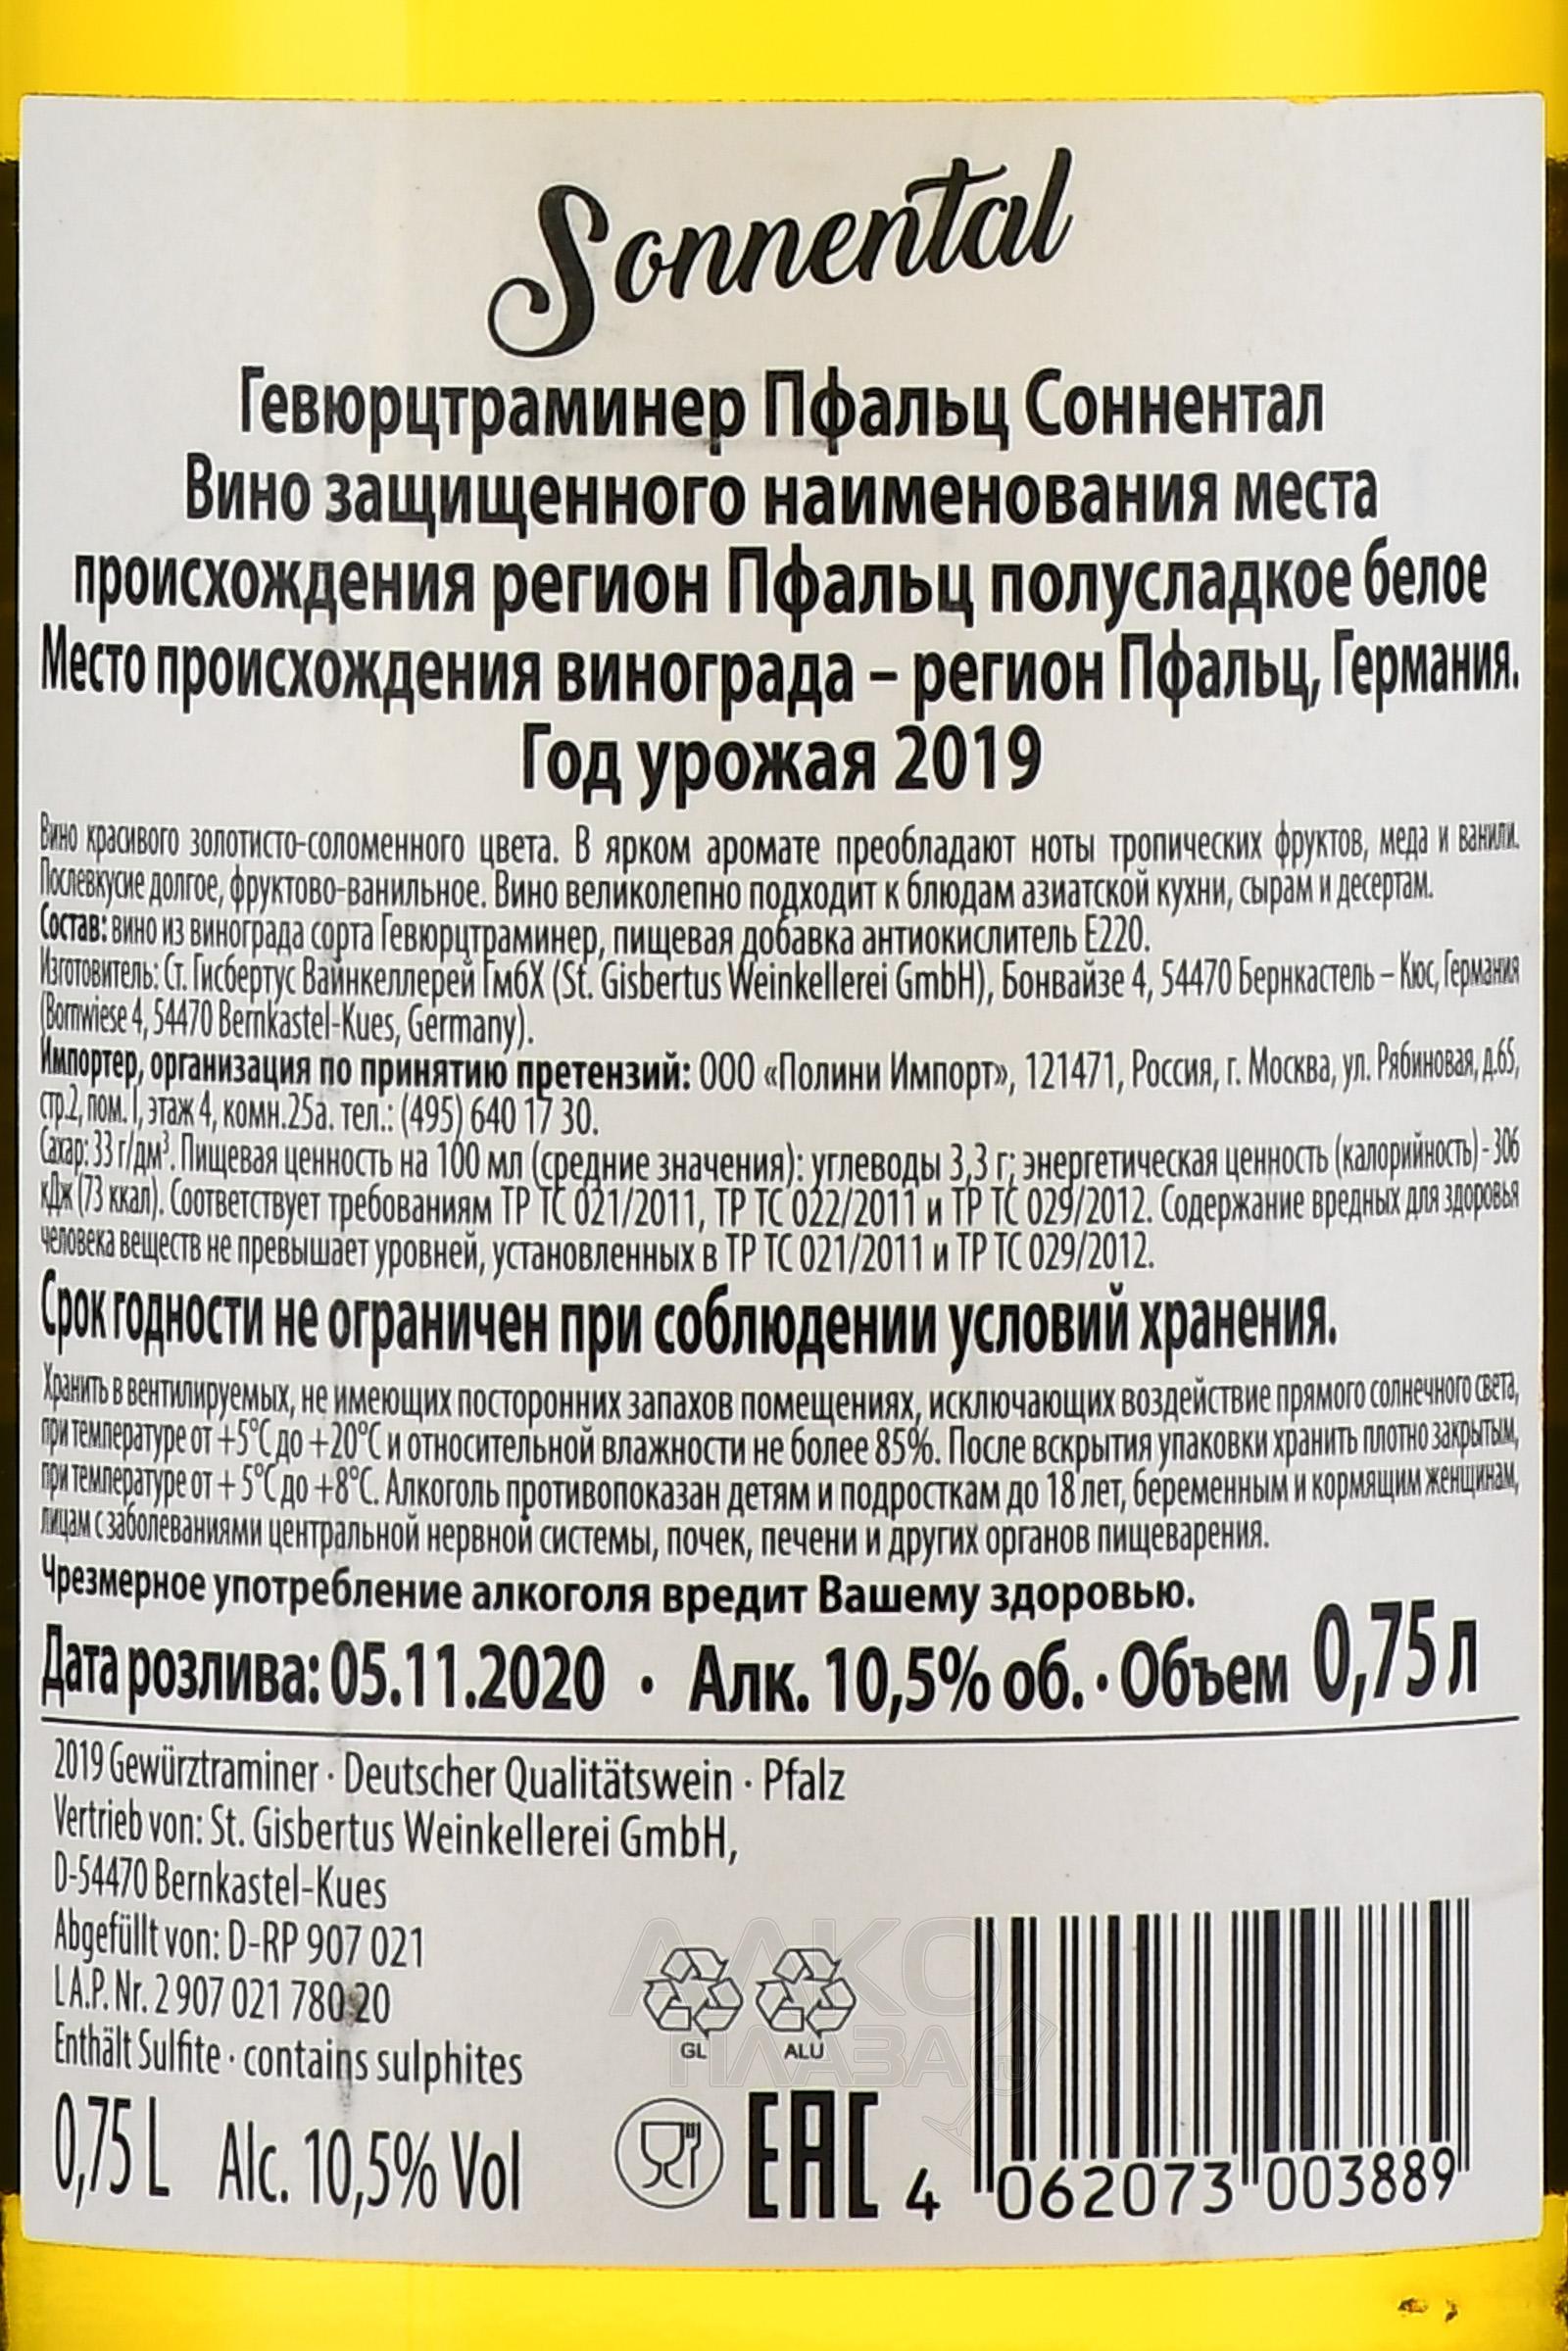 Sonnental
Гевюрцтраминер Пфальц Соннентал
Вино защищенного наименования места
происхождения регион Пфальц полусладкое белое
Место происхождения винограда – регион Пфальц, Германия.
Год урожая 2019
Вино красивого золотисто-соломенного цвета. В ярком аромате преобладают ноты тропических фруктов, меда и ванили.
Послевкусие долгое, фруктово-ванильное. Вино великолепно подходит к блюдам азиатской кухни, сырам и десертам.
Состав: вино из винограда сорта Гевюрцтраминер, пищевая добавка антиокислитель Е220.
Изготовитель: Ст. Гисбертус Вайнкеллерей ГмбХ (St. Gisbertus Weinkellerei GmbH), Бонвайзе 4, 54470 Бернкастель – Кюс, Германия
(Bornwiese 4, 54470 Bernkastel-Kues, Germany).
Импортер, организация по принятию претензий: ООО «Полини Импорт», 121471, Россия, г. Москва, ул. Рябиновая, д.65,
стр.2, пом. I, этаж 4, комн.25а. тел.: (495) 640 17 30.
Сахар: 33 г/дм³. Пищевая ценность на 100 мл (средние значения): углеводы 3,3 г; энергетическая ценность (калорийность) - 306
кДж (73 ккал). Соответствует требованиям ТР ТС 021/2011, ТР ТС 022/2011 и ТР ТС 029/2012. Содержание вредных для здоровья
человека веществ не превышает уровней, установленных в ТР ТС 021/2011 и ТР ТС 029/2012.
Срок годности не ограничен при соблюдении условий хранения.
Хранить в вентилируемых, не имеющих посторонних запахов помещениях, исключающих воздействие прямого солнечного света,
при температуре от +5°C до +20°C и относительной влажности не более 85%. После вскрытия упаковки хранить плотно закрытым,
при температуре от + 5°C до +8°C. Алкоголь противопоказан детям и подросткам до 18 лет, беременным и кормящим женщинам,
лицам с заболеваниями центральной нервной системы, почек, печени и других органов пищеварения.
Чрезмерное употребление алкоголя вредит Вашему здоровью.
Дата розлива: 05.11.2020 · Алк. 10,5% об. · Объем 0,75 л
2019 Gewürztraminer · Deutscher Qualitätswein · Pfalz
Vertrieb von: St. Gisbertus Weinkellerei GmbH,
D-54470 Bernkastel-Kues
Abgefüllt von: D-RP 907 021
L A.P. Nr. 2 907 021 780 20
Enthält Sulfite · contains sulphites
0,75 L Alc. 10,5% Vol
GL ALU
EAC
4 062073 003889
АЛКО
ПЛАЗА